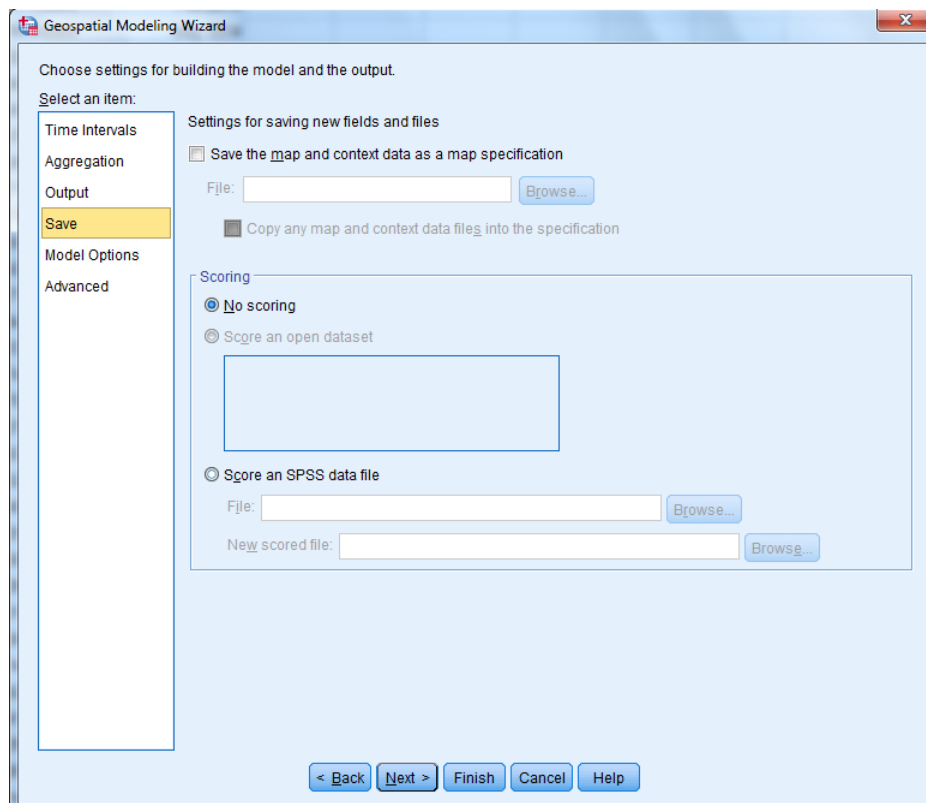 Geospatial Modeling Wizard
Choose settings for building the model and the output.
Select an item:
Time Intervals
Aggregation
Output
Save
Model Options
Advanced
Settings for saving new fields and files
Save the map and context data as a map specification
File:
Browse...
Copy any map and context data files into the specification
Scoring
No scoring
Score an open dataset
Score an SPSS data file
File:
Browse...
New scored file:
Browse...
< Back
Next >
Finish
Cancel
Help